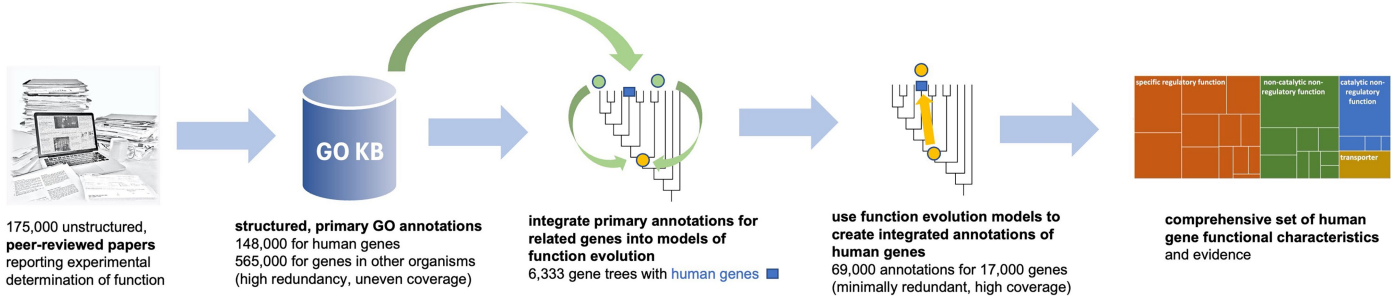 175,000 unstructured,
peer-reviewed papers
reporting experimental
determination of function
GO KB
structured, primary GO annotations
148,000 for human genes
565,000 for genes in other organisms
(high redundancy, uneven coverage)
integrate primary annotations for
related genes into models of
function evolution
6,333 gene trees with human genes
use function evolution models to
create integrated annotations of
human genes
69,000 annotations for 17,000 genes
(minimally redundant, high coverage)
specific regulatory function
non-catalytic non-
regulatory function
catalytic non-
regulatory
function
transporter
comprehensive set of human
gene functional characteristics
and evidence